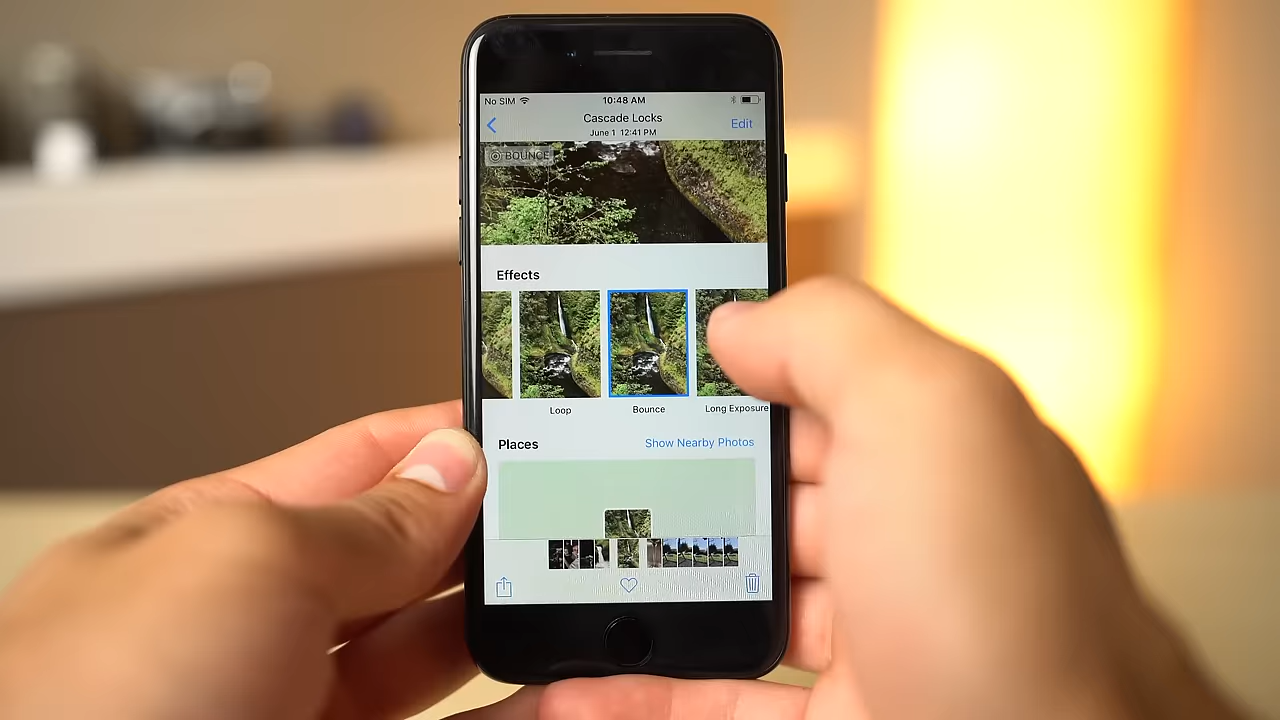 No SIM 10:48 AM
Cascade Locks
June 1 12:41 PM
Edit
BOUNCE
Effects
Loop Bounce Long Exposure
Places Show Nearby Photos